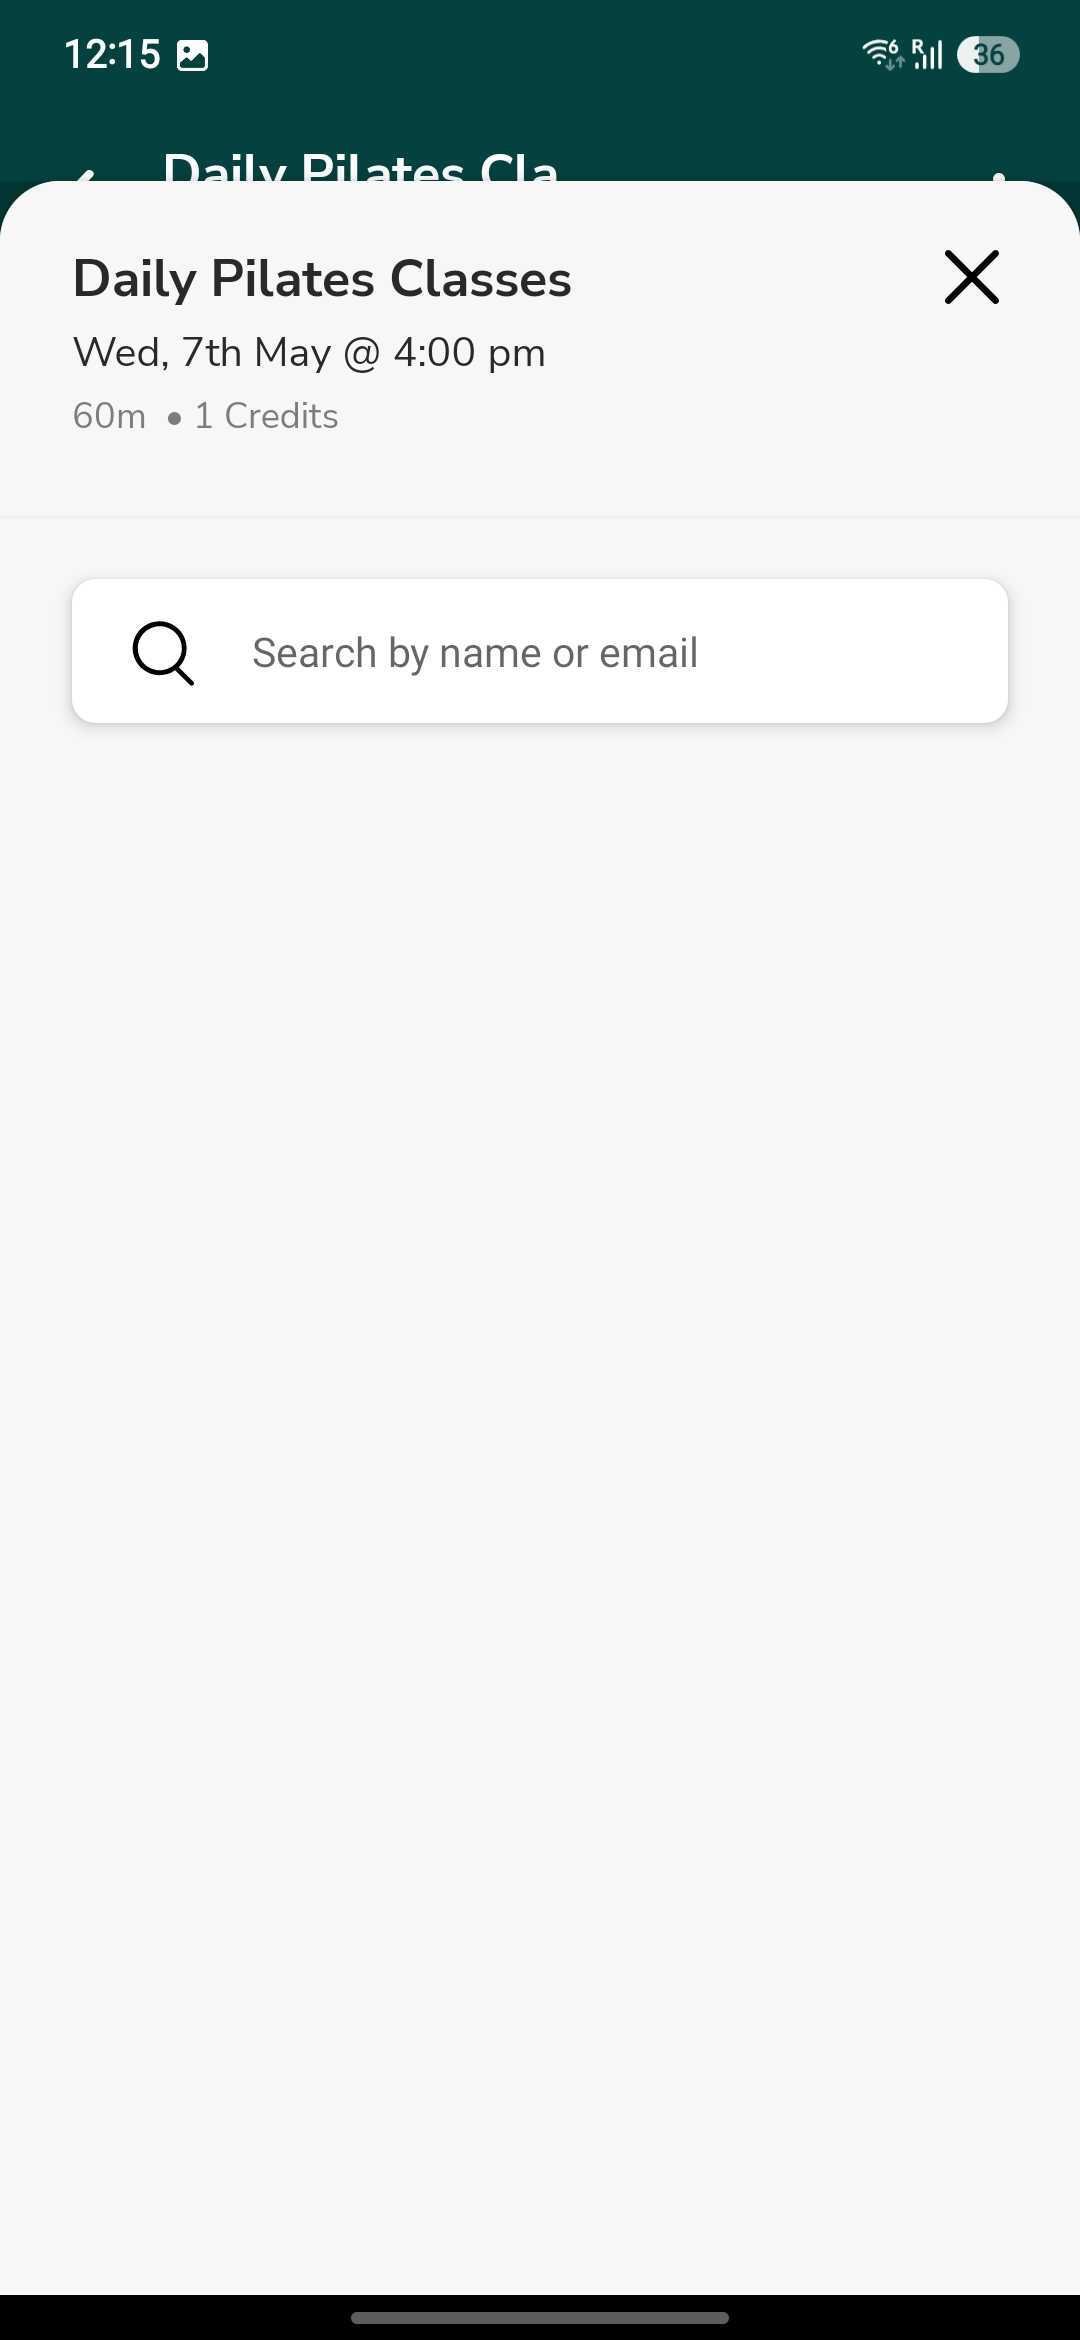 12:15
6 R 36
Daily Pilates Cla
Daily Pilates Classes
Wed, 7th May @ 4:00 pm
60m • 1 Credits
Search by name or email